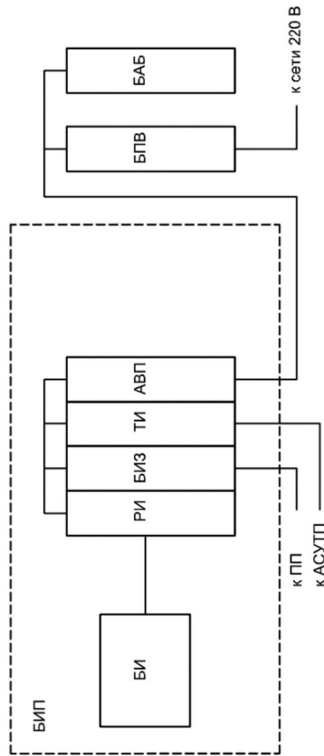 БИП
БИ
РИ
БИЗ
ТИ
АВП
БПВ
БАБ
к ПП
к АСУТП
к сети 220 В